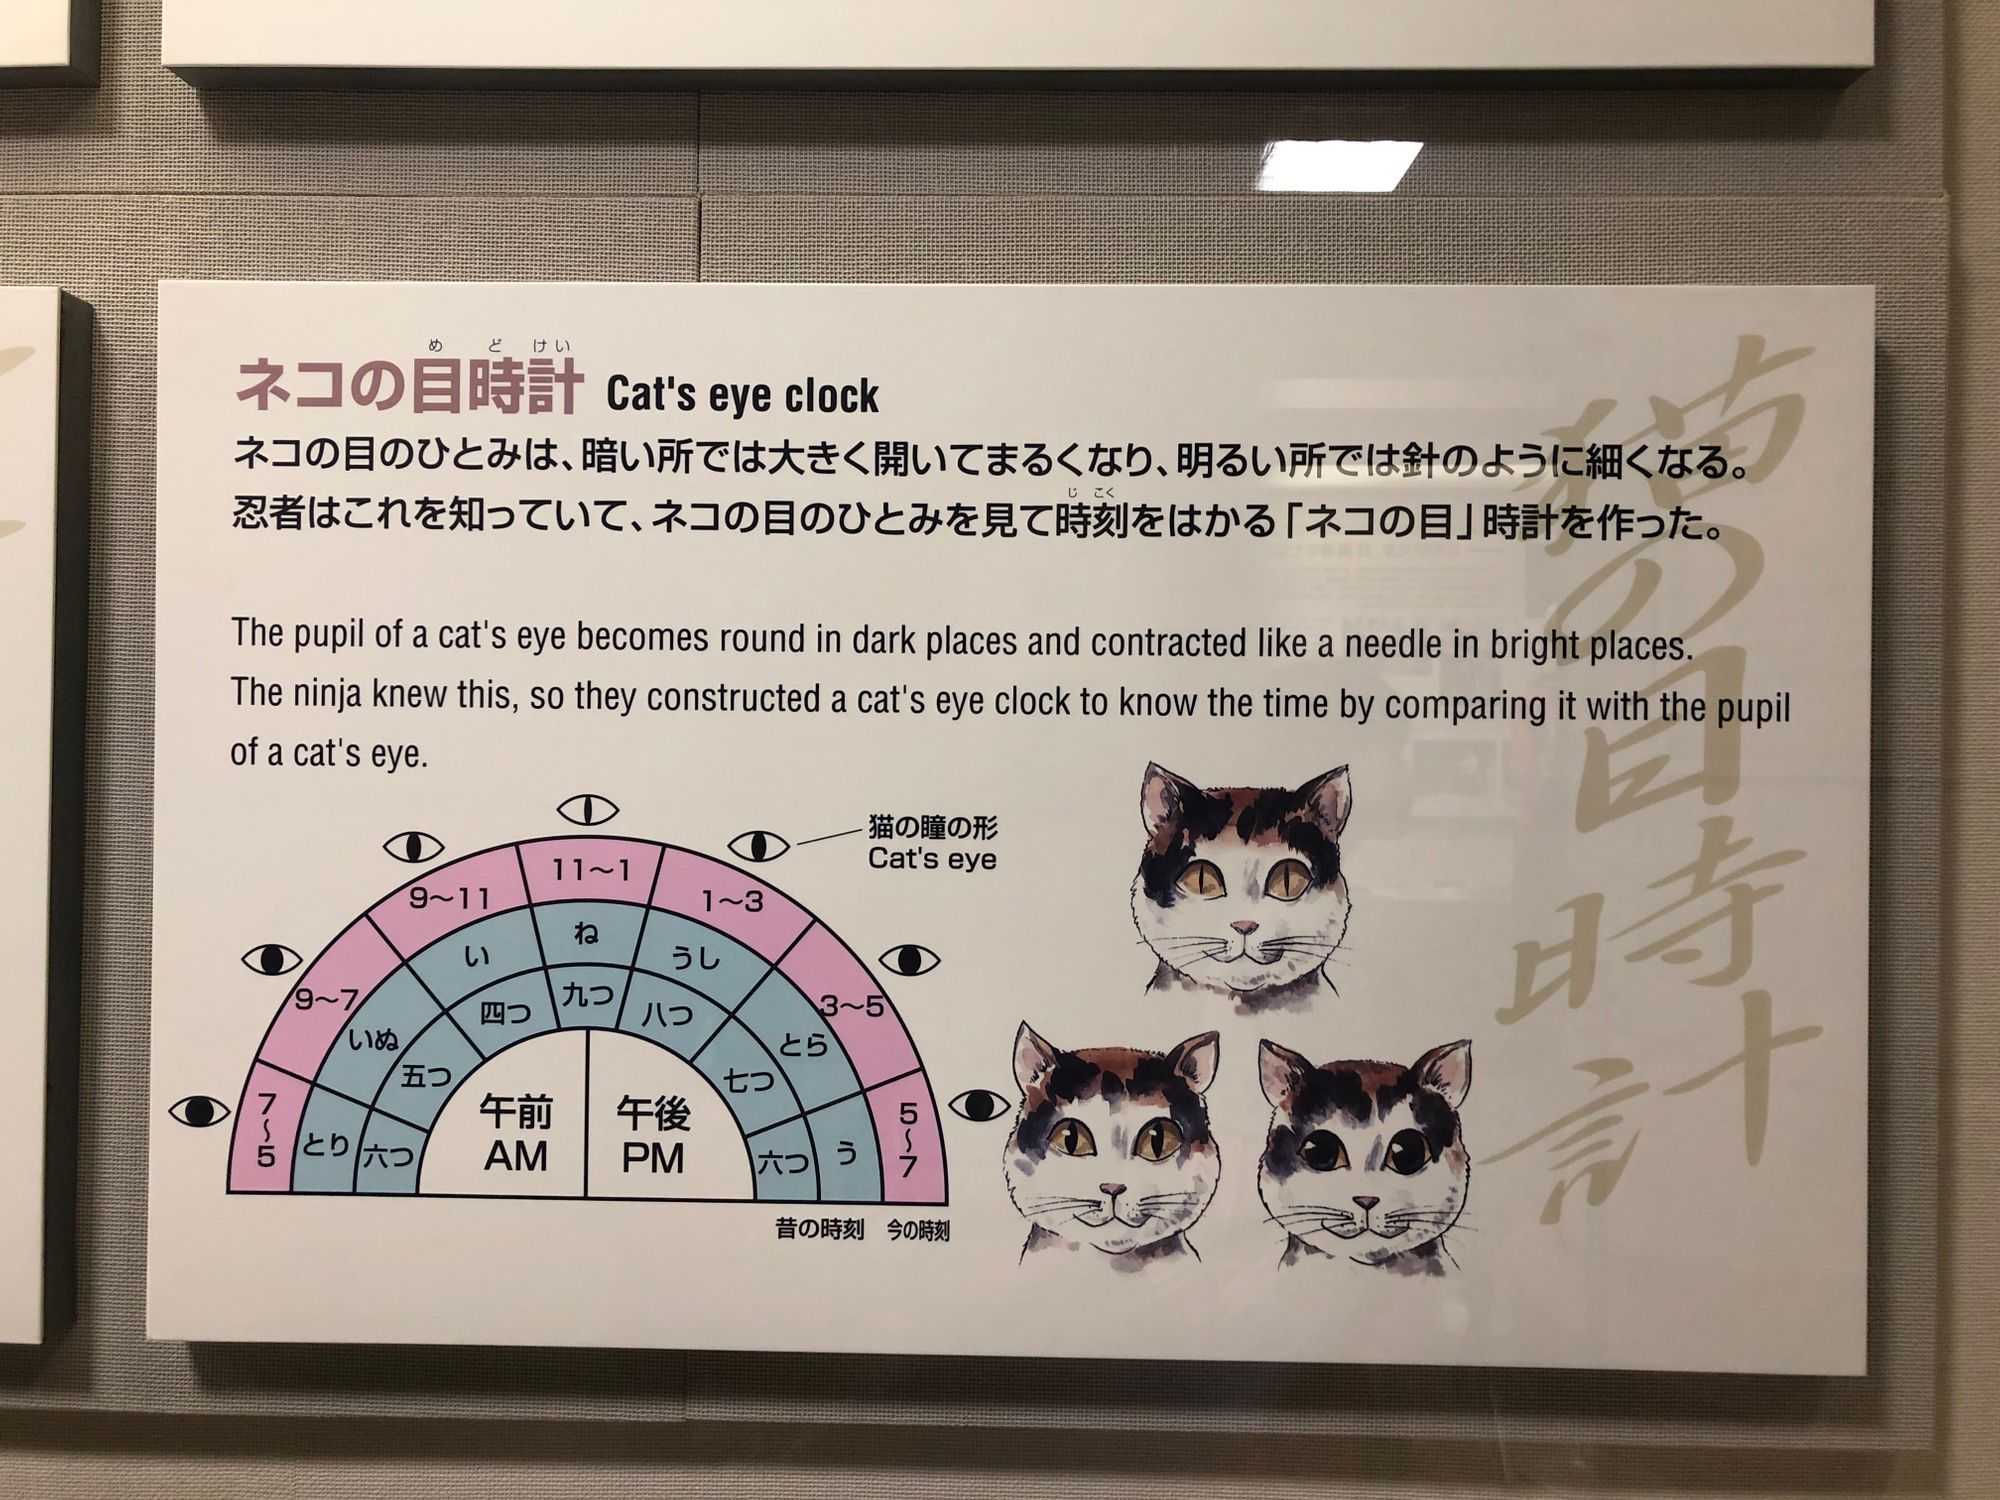 め ど けい
ネコの目時計 Cat's eye clock
ネコの目のひとみは、暗い所では大きく開いてまるくなり、明るい所では針のように細くなる。
じ こく
忍者はこれを知っていて、ネコの目のひとみを見て時刻をはかる「ネコの目」時計を作った。
The pupil of a cat's eye becomes round in dark places and contracted like a needle in bright places.
The ninja knew this, so they constructed a cat's eye clock to know the time by comparing it with the pupil
of a cat's eye.
猫の瞳の形
Cat's eye
7～5
9～7
9～11
11～1
1～3
3～5
5～7
とり
いぬ
い
ね
うし
とら
う
六つ
五つ
四つ
九つ
八つ
七つ
六つ
午前
AM
午後
PM
昔の時刻 今の時刻
猫の目時計